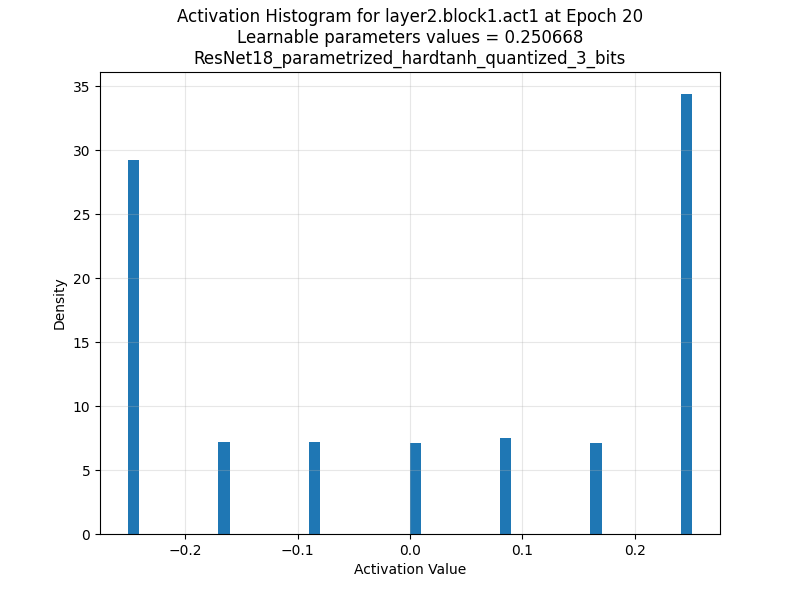 Activation Histogram for layer2.block1.act1 at Epoch 20
Learnable parameters values = 0.250668
ResNet18_parametrized_hardtanh_quantized_3_bits
35
30
25
20
15
10
5
0
Density
−0.2
−0.1
0.0
0.1
0.2
Activation Value